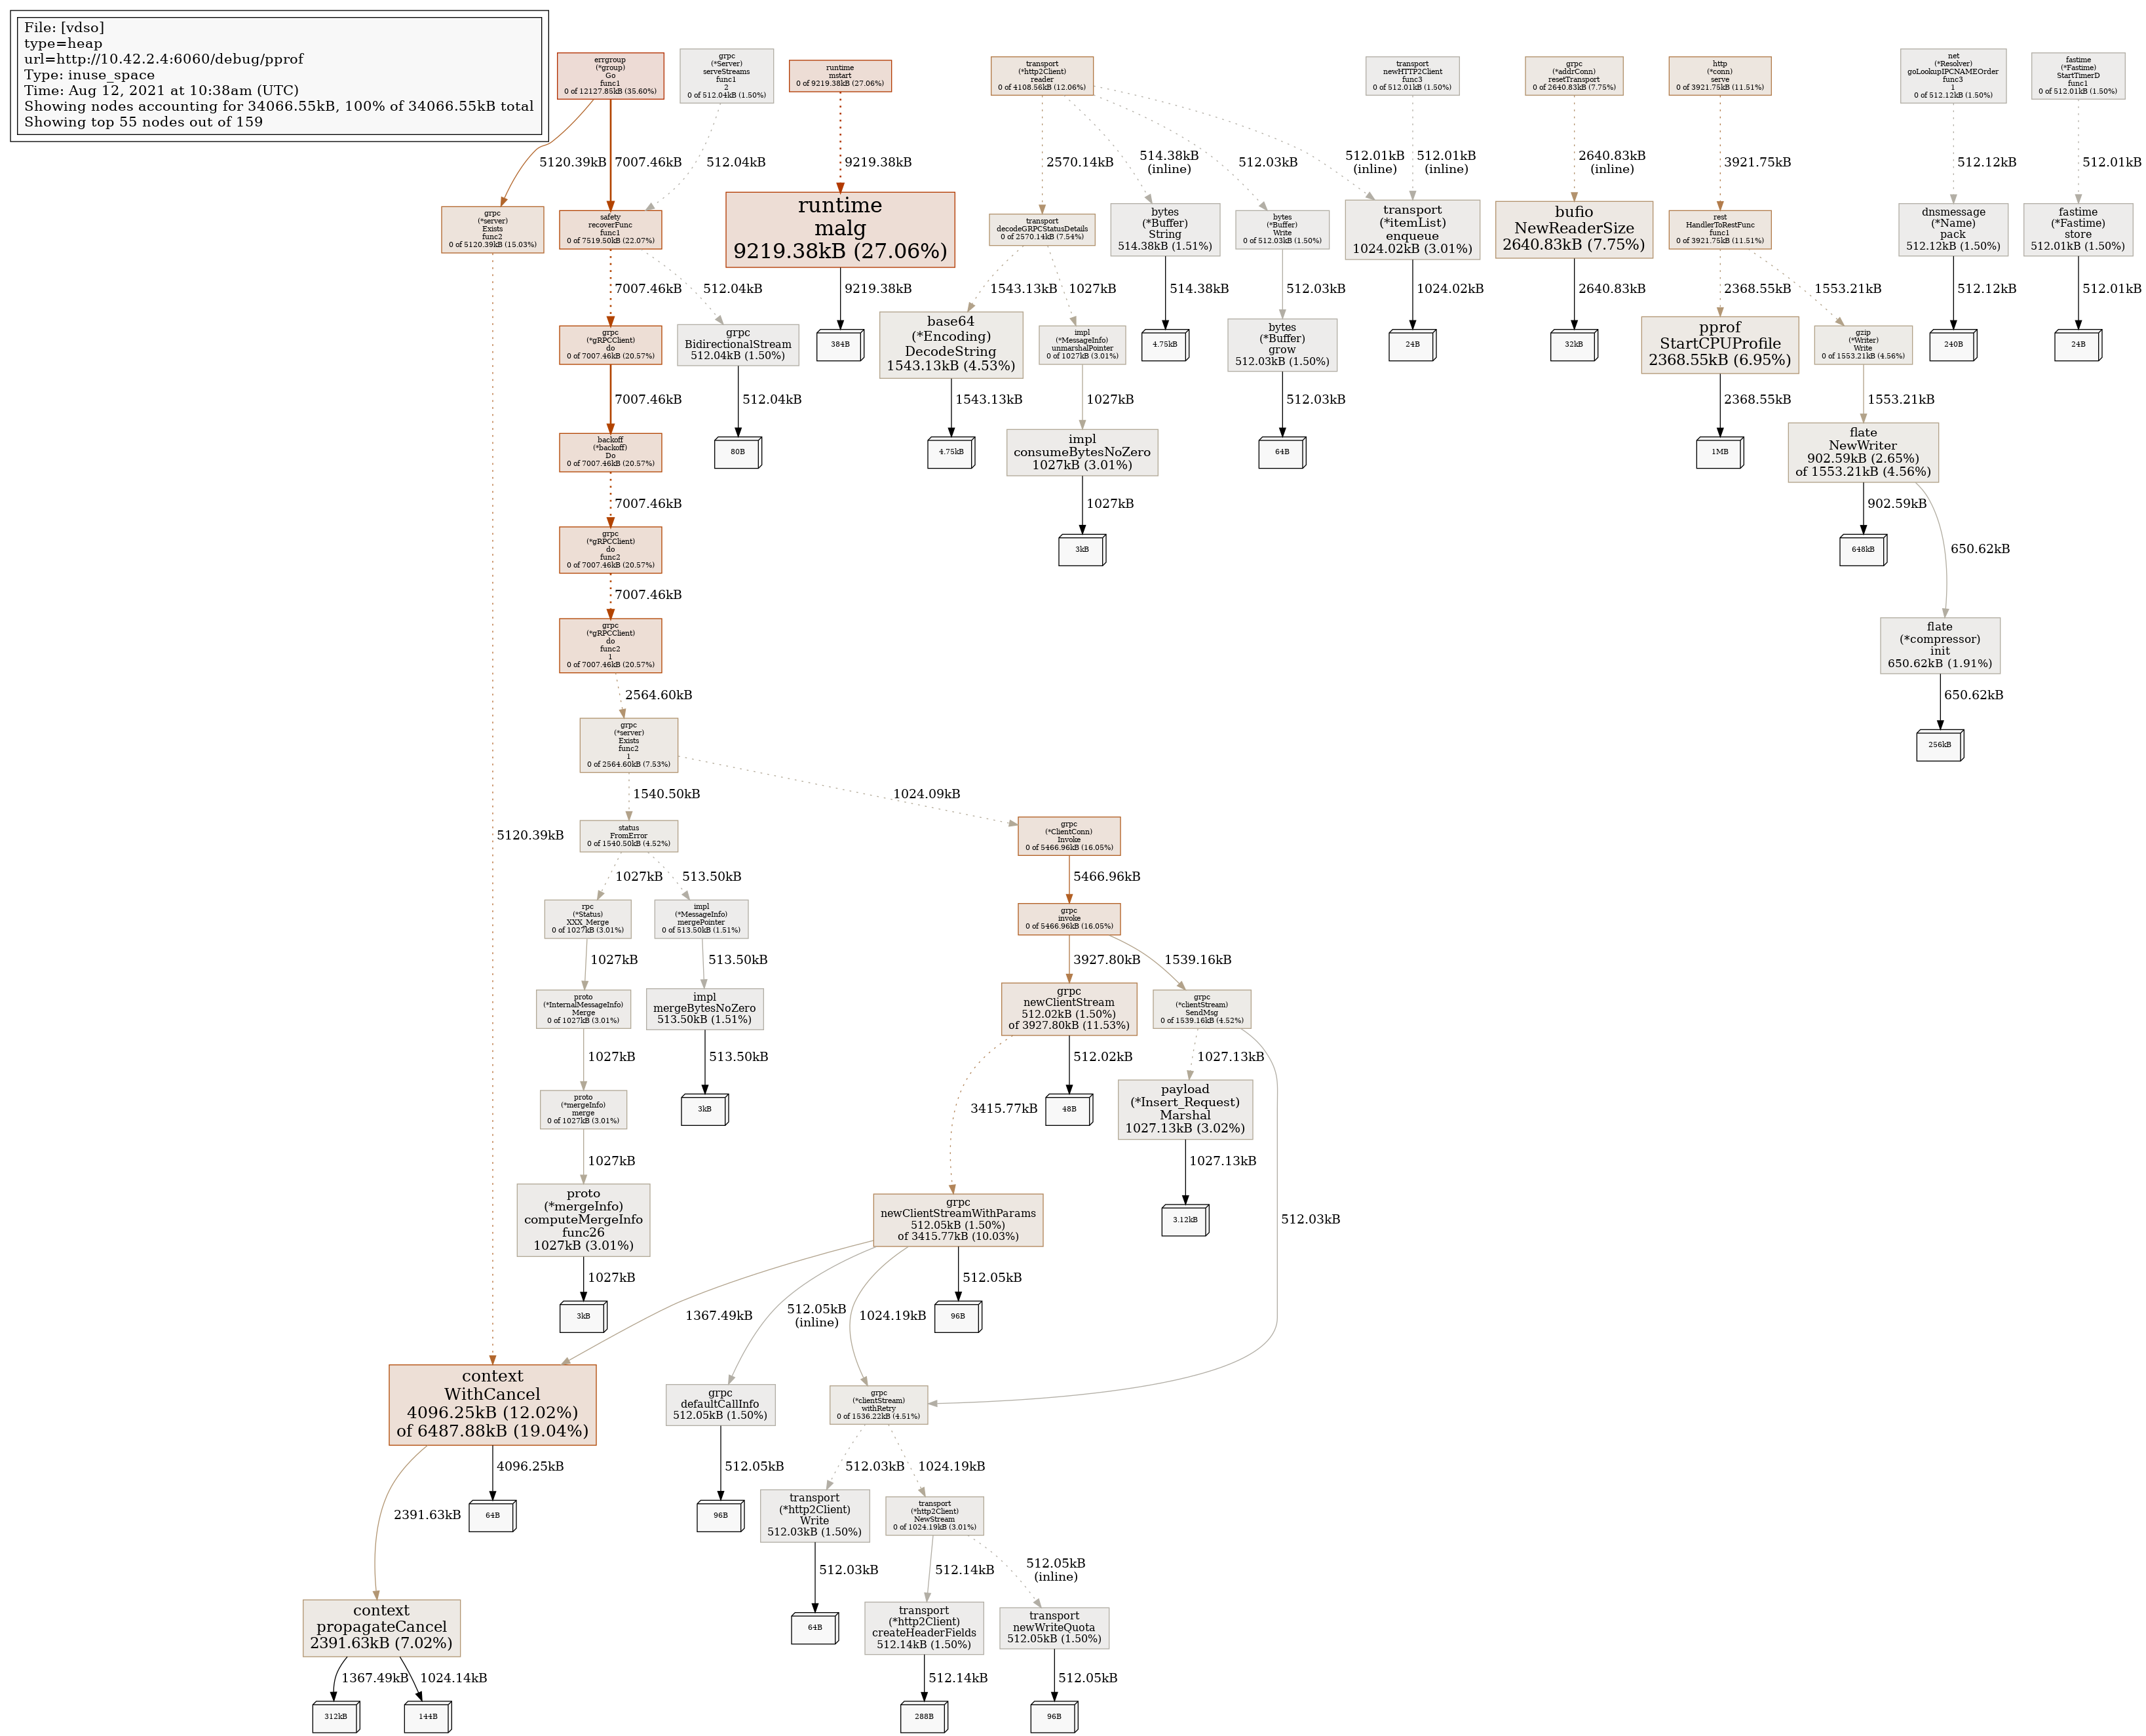 File: [vdso]
type=heap
url=http://10.42.2.4:6060/debug/pprof
Type: inuse_space
Time: Aug 12, 2021 at 10:38am (UTC)
Showing nodes accounting for 34066.55kB, 100% of 34066.55kB total
Showing top 55 nodes out of 159
errgroup
(*group)
Go
func1
0 of 12127.85kB (35.60%)
grpc
(*Server)
serveStreams
func1
2
0 of 512.04kB (1.50%)
runtime
mstart
0 of 9219.38kB (27.06%)
transport
(*http2Client)
reader
0 of 4108.56kB (12.06%)
transport
newHTTP2Client
func3
0 of 512.01kB (1.50%)
grpc
(*addrConn)
resetTransport
0 of 2640.83kB (7.75%)
http
(*conn)
serve
0 of 3921.75kB (11.51%)
net
(*Resolver)
goLookupIPCNAMEOrder
func3
1
0 of 512.12kB (1.50%)
fastime
(*Fastime)
StartTimerD
func1
0 of 512.01kB (1.50%)
5120.39kB
7007.46kB
512.04kB
9219.38kB
2570.14kB
514.38kB
(inline)
512.03kB
512.01kB
(inline)
512.01kB
(inline)
2640.83kB
(inline)
3921.75kB
512.12kB
512.01kB
grpc
(*server)
Exists
func2
0 of 5120.39kB (15.03%)
safety
recoverFunc
func1
0 of 7519.50kB (22.07%)
runtime
malg
9219.38kB (27.06%)
transport
decodeGRPCStatusDetails
0 of 2570.14kB (7.54%)
bytes
(*Buffer)
String
514.38kB (1.51%)
bytes
(*Buffer)
Write
0 of 512.03kB (1.50%)
transport
(*itemList)
enqueue
1024.02kB (3.01%)
bufio
NewReaderSize
2640.83kB (7.75%)
rest
HandlerToRestFunc
func1
0 of 3921.75kB (11.51%)
dnsmessage
(*Name)
pack
512.12kB (1.50%)
fastime
(*Fastime)
store
512.01kB (1.50%)
7007.46kB
512.04kB
9219.38kB
1543.13kB
1027kB
514.38kB
512.03kB
1024.02kB
2640.83kB
2368.55kB
1553.21kB
512.12kB
512.01kB
grpc
(*gRPCClient)
do
0 of 7007.46kB (20.57%)
grpc
BidirectionalStream
512.04kB (1.50%)
384B
base64
(*Encoding)
DecodeString
1543.13kB (4.53%)
impl
(*MessageInfo)
unmarshalPointer
0 of 1027kB (3.01%)
4.75kB
bytes
(*Buffer)
grow
512.03kB (1.50%)
24B
32kB
pprof
StartCPUProfile
2368.55kB (6.95%)
gzip
(*Writer)
Write
0 of 1553.21kB (4.56%)
240B
24B
7007.46kB
512.04kB
1543.13kB
1027kB
512.03kB
2368.55kB
1553.21kB
backoff
(*backoff)
Do
0 of 7007.46kB (20.57%)
80B
4.75kB
impl
consumeBytesNoZero
1027kB (3.01%)
64B
1MB
flate
NewWriter
902.59kB (2.65%)
of 1553.21kB (4.56%)
7007.46kB
1027kB
902.59kB
650.62kB
grpc
(*gRPCClient)
do
func2
0 of 7007.46kB (20.57%)
3kB
648kB
7007.46kB
grpc
(*gRPCClient)
do
func2
1
0 of 7007.46kB (20.57%)
flate
(*compressor)
init
650.62kB (1.91%)
2564.60kB
650.62kB
grpc
(*server)
Exists
func2
1
0 of 2564.60kB (7.53%)
256kB
1540.50kB
1024.09kB
5120.39kB
status
FromError
0 of 1540.50kB (4.52%)
grpc
(*ClientConn)
Invoke
0 of 5466.96kB (16.05%)
1027kB
513.50kB
5466.96kB
rpc
(*Status)
XXX_Merge
0 of 1027kB (3.01%)
impl
(*MessageInfo)
mergePointer
0 of 513.50kB (1.51%)
grpc
invoke
0 of 5466.96kB (16.05%)
1027kB
513.50kB
3927.80kB
1539.16kB
proto
(*InternalMessageInfo)
Merge
0 of 1027kB (3.01%)
impl
mergeBytesNoZero
513.50kB (1.51%)
grpc
newClientStream
512.02kB (1.50%)
of 3927.80kB (11.53%)
grpc
(*clientStream)
SendMsg
0 of 1539.16kB (4.52%)
1027kB
513.50kB
512.02kB
1027.13kB
proto
(*mergeInfo)
merge
0 of 1027kB (3.01%)
3kB
3415.77kB
48B
payload
(*Insert_Request)
Marshal
1027.13kB (3.02%)
1027kB
1027.13kB
proto
(*mergeInfo)
computeMergeInfo
func26
1027kB (3.01%)
grpc
newClientStreamWithParams
512.05kB (1.50%)
of 3415.77kB (10.03%)
3.12kB
512.03kB
1027kB
512.05kB
3kB
1367.49kB
512.05kB
(inline)
1024.19kB
96B
context
WithCancel
4096.25kB (12.02%)
of 6487.88kB (19.04%)
grpc
defaultCallInfo
512.05kB (1.50%)
grpc
(*clientStream)
withRetry
0 of 1536.22kB (4.51%)
4096.25kB
512.05kB
512.03kB
1024.19kB
2391.63kB
64B
96B
transport
(*http2Client)
Write
512.03kB (1.50%)
transport
(*http2Client)
NewStream
0 of 1024.19kB (3.01%)
512.03kB
512.14kB
512.05kB
(inline)
context
propagateCancel
2391.63kB (7.02%)
64B
transport
(*http2Client)
createHeaderFields
512.14kB (1.50%)
transport
newWriteQuota
512.05kB (1.50%)
1367.49kB
1024.14kB
512.14kB
512.05kB
312kB
144B
288B
96B